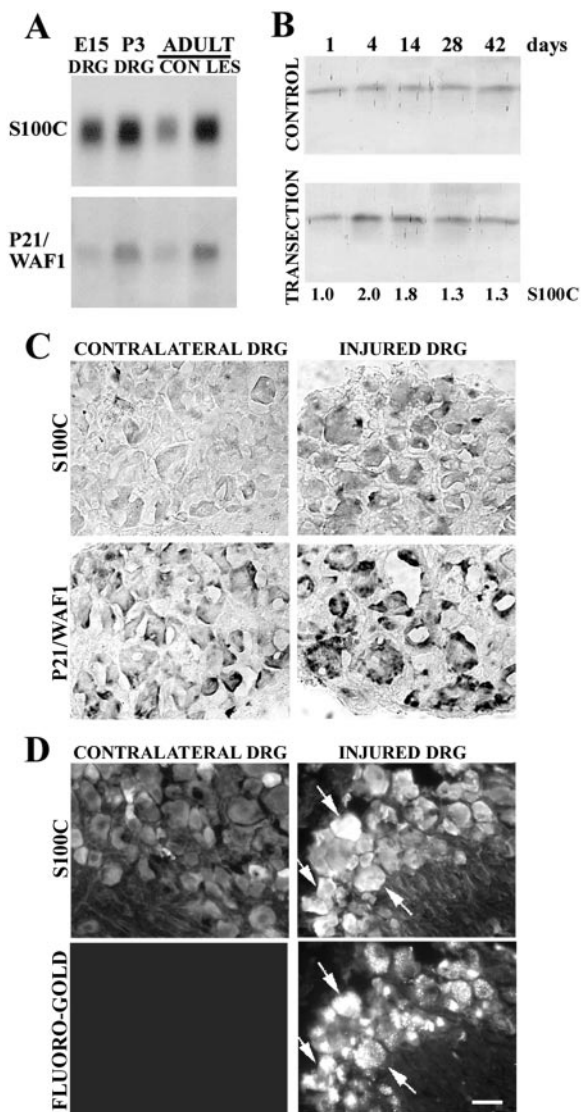 A
E15 P3 ADULT
DRG DRG CON LES
S100C
P21/
WAF1
B
1 4 14 28 42 days
CONTROL
TRANSECTION
1.0 2.0 1.8 1.3 1.3 S100C
C
CONTRALATERAL DRG INJURED DRG
S100C
P21/WAF1
D
CONTRALATERAL DRG INJURED DRG
S100C
FLUORO-GOLD